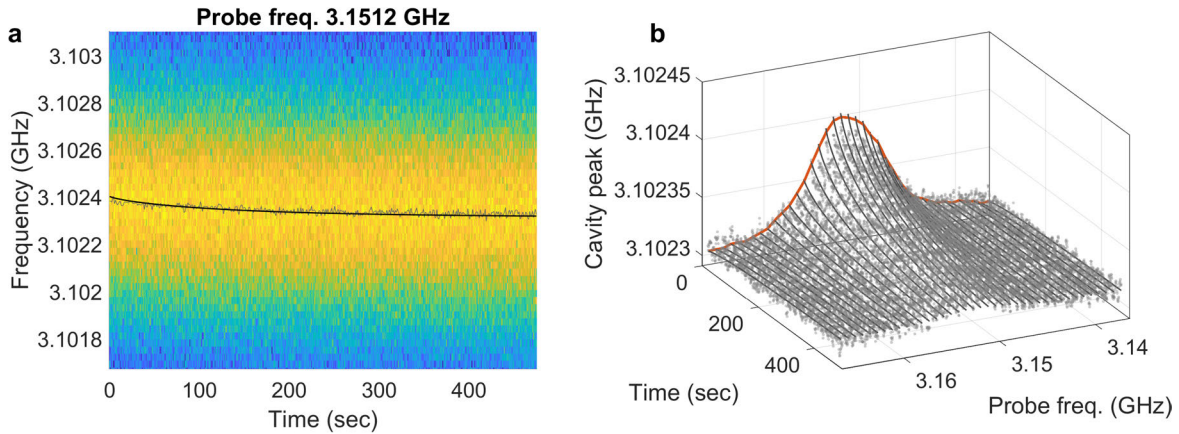 a
Probe freq. 3.1512 GHz
Frequency (GHz)
3.103
3.1028
3.1026
3.1024
3.1022
3.102
3.1018
0 100 200 300 400
Time (sec)
b
Cavity peak (GHz)
3.10245
3.1024
3.10235
3.1023
0
200
400
Time (sec)
3.16
3.15
3.14
Probe freq. (GHz)